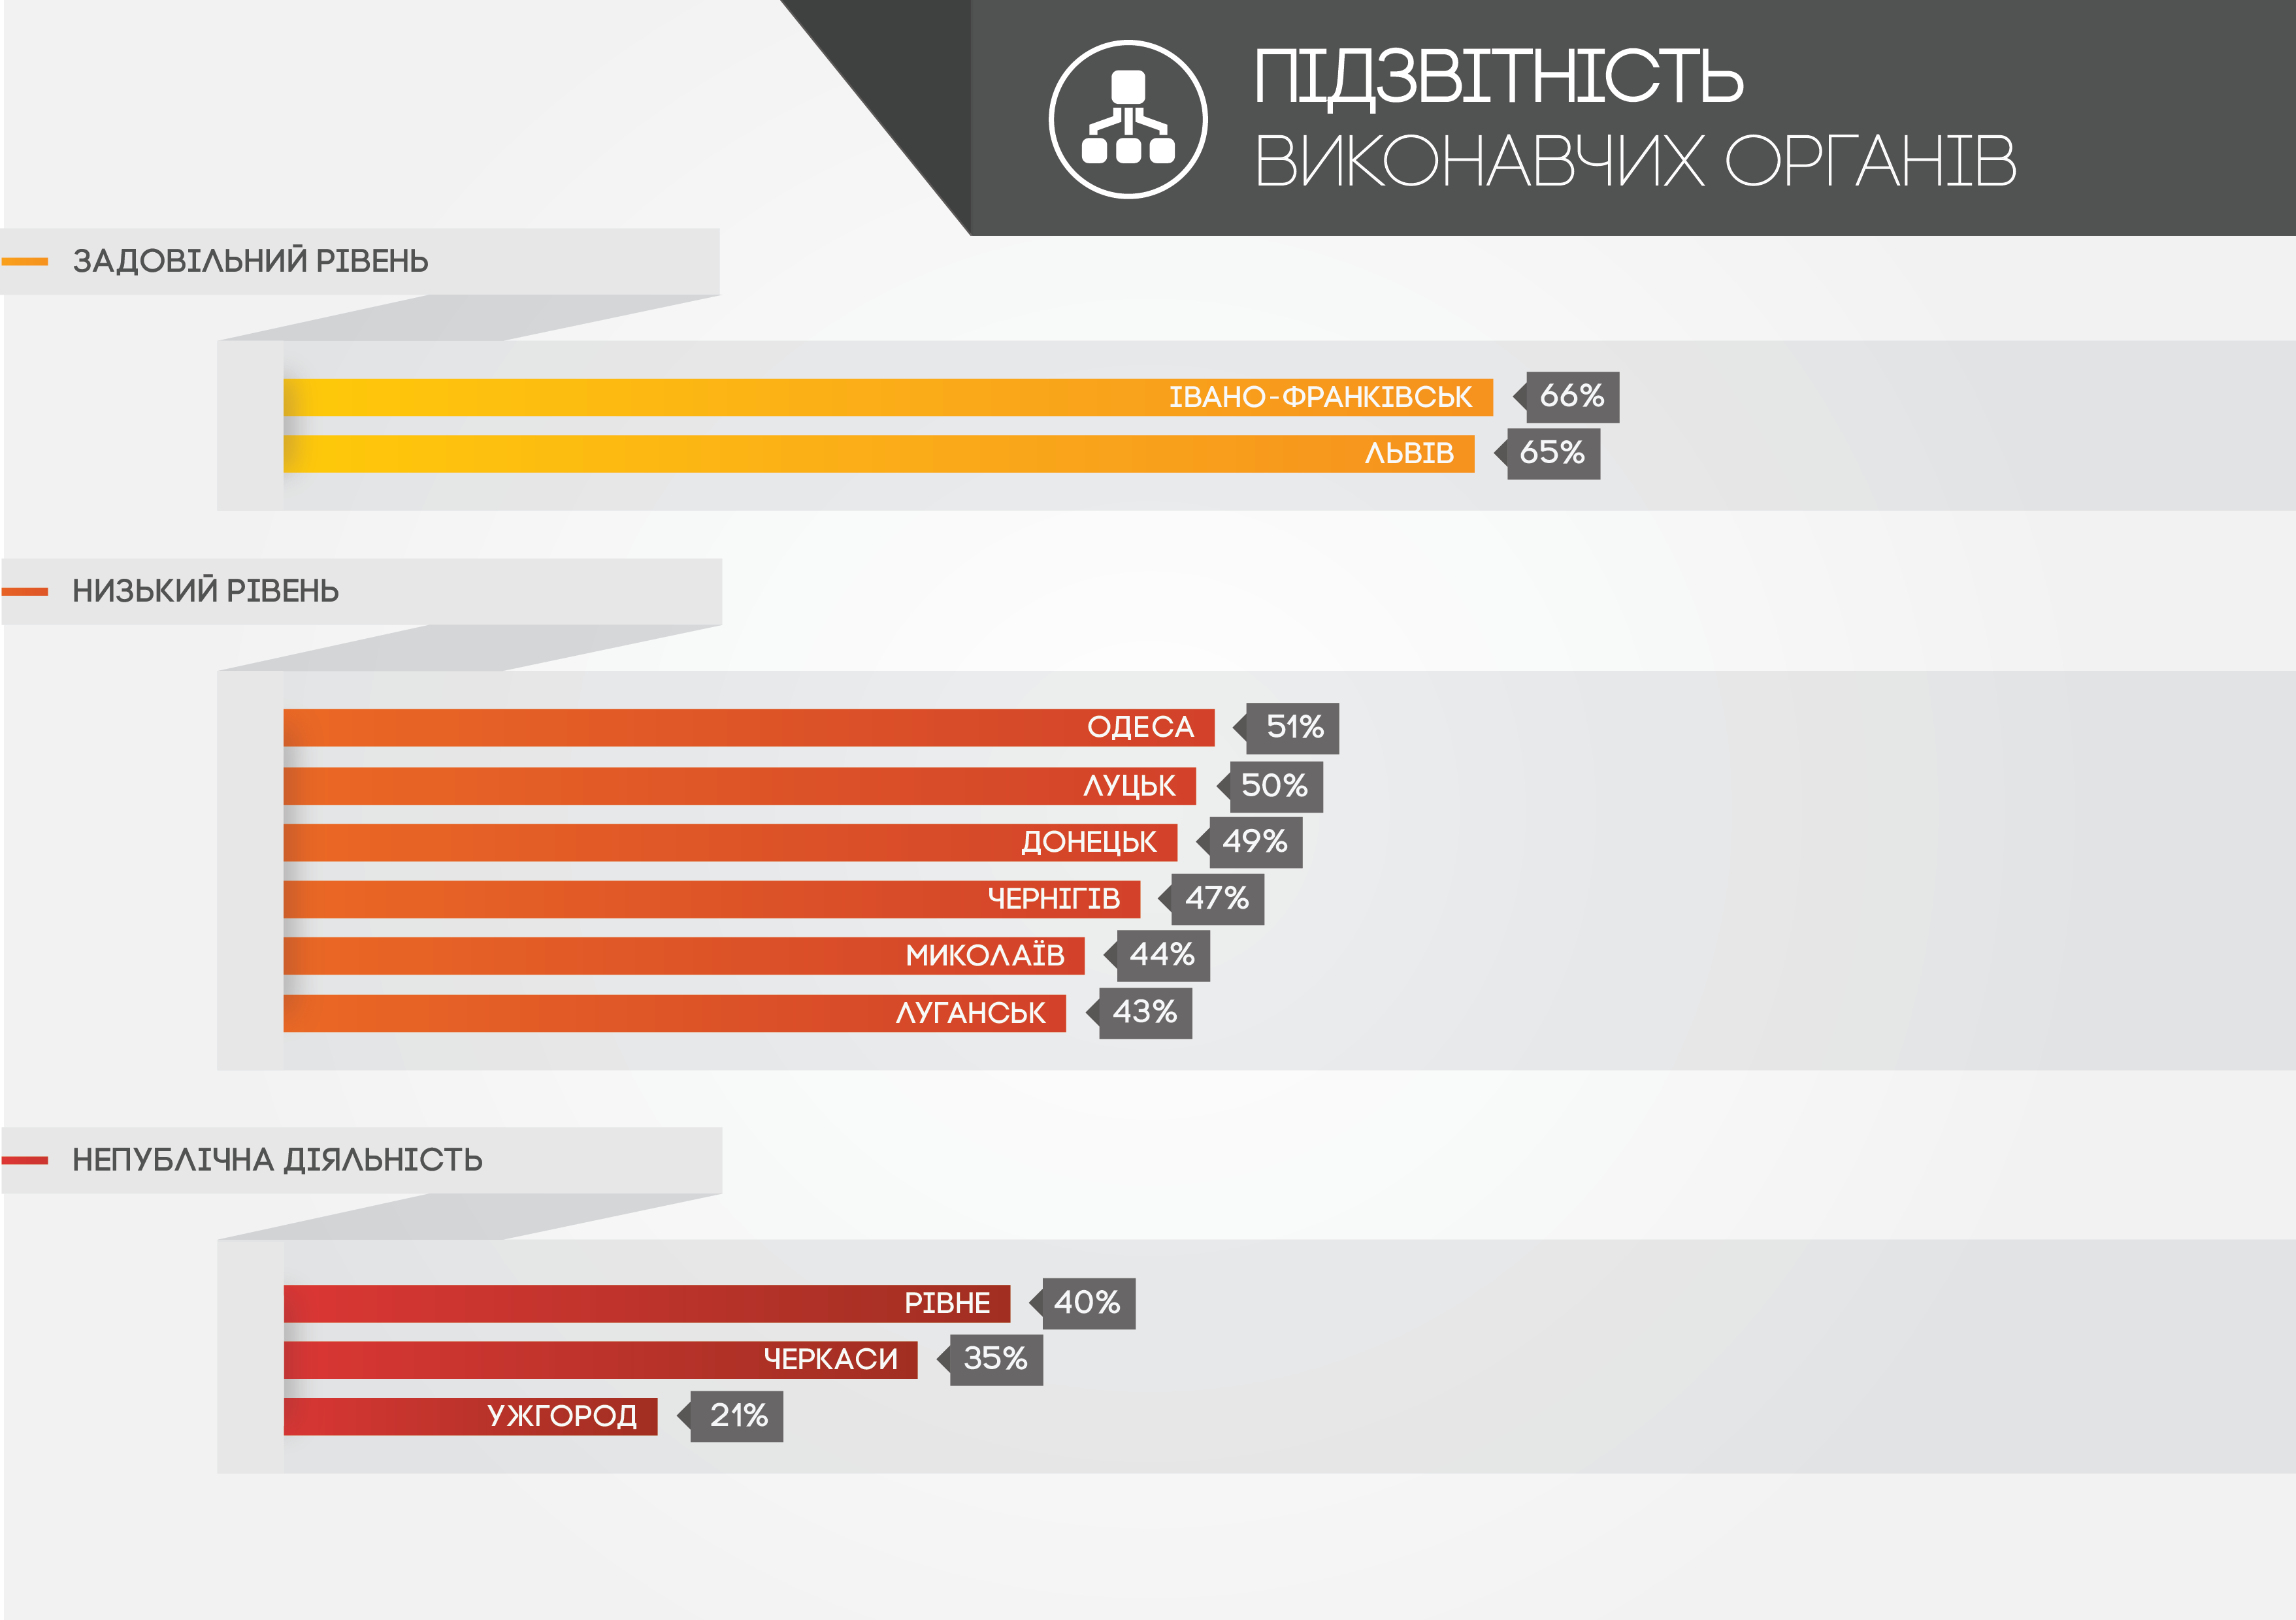 ПІДЗВІТНІСТЬ
ВИКОНАВЧИХ ОРГАНІВ
ЗАДОВІЛЬНИЙ РІВЕНЬ
ІВАНО-ФРАНКІВСЬК 66%
ЛЬВІВ 65%
НИЗЬКИЙ РІВЕНЬ
ОДЕСА 51%
ЛУЦЬК 50%
ДОНЕЦЬК 49%
ЧЕРНІГІВ 47%
МИКОЛАЇВ 44%
ЛУГАНСЬК 43%
НЕПУБЛІЧНА ДІЯЛЬНІСТЬ
РІВНЕ 40%
ЧЕРКАСИ 35%
УЖГОРОД 21%